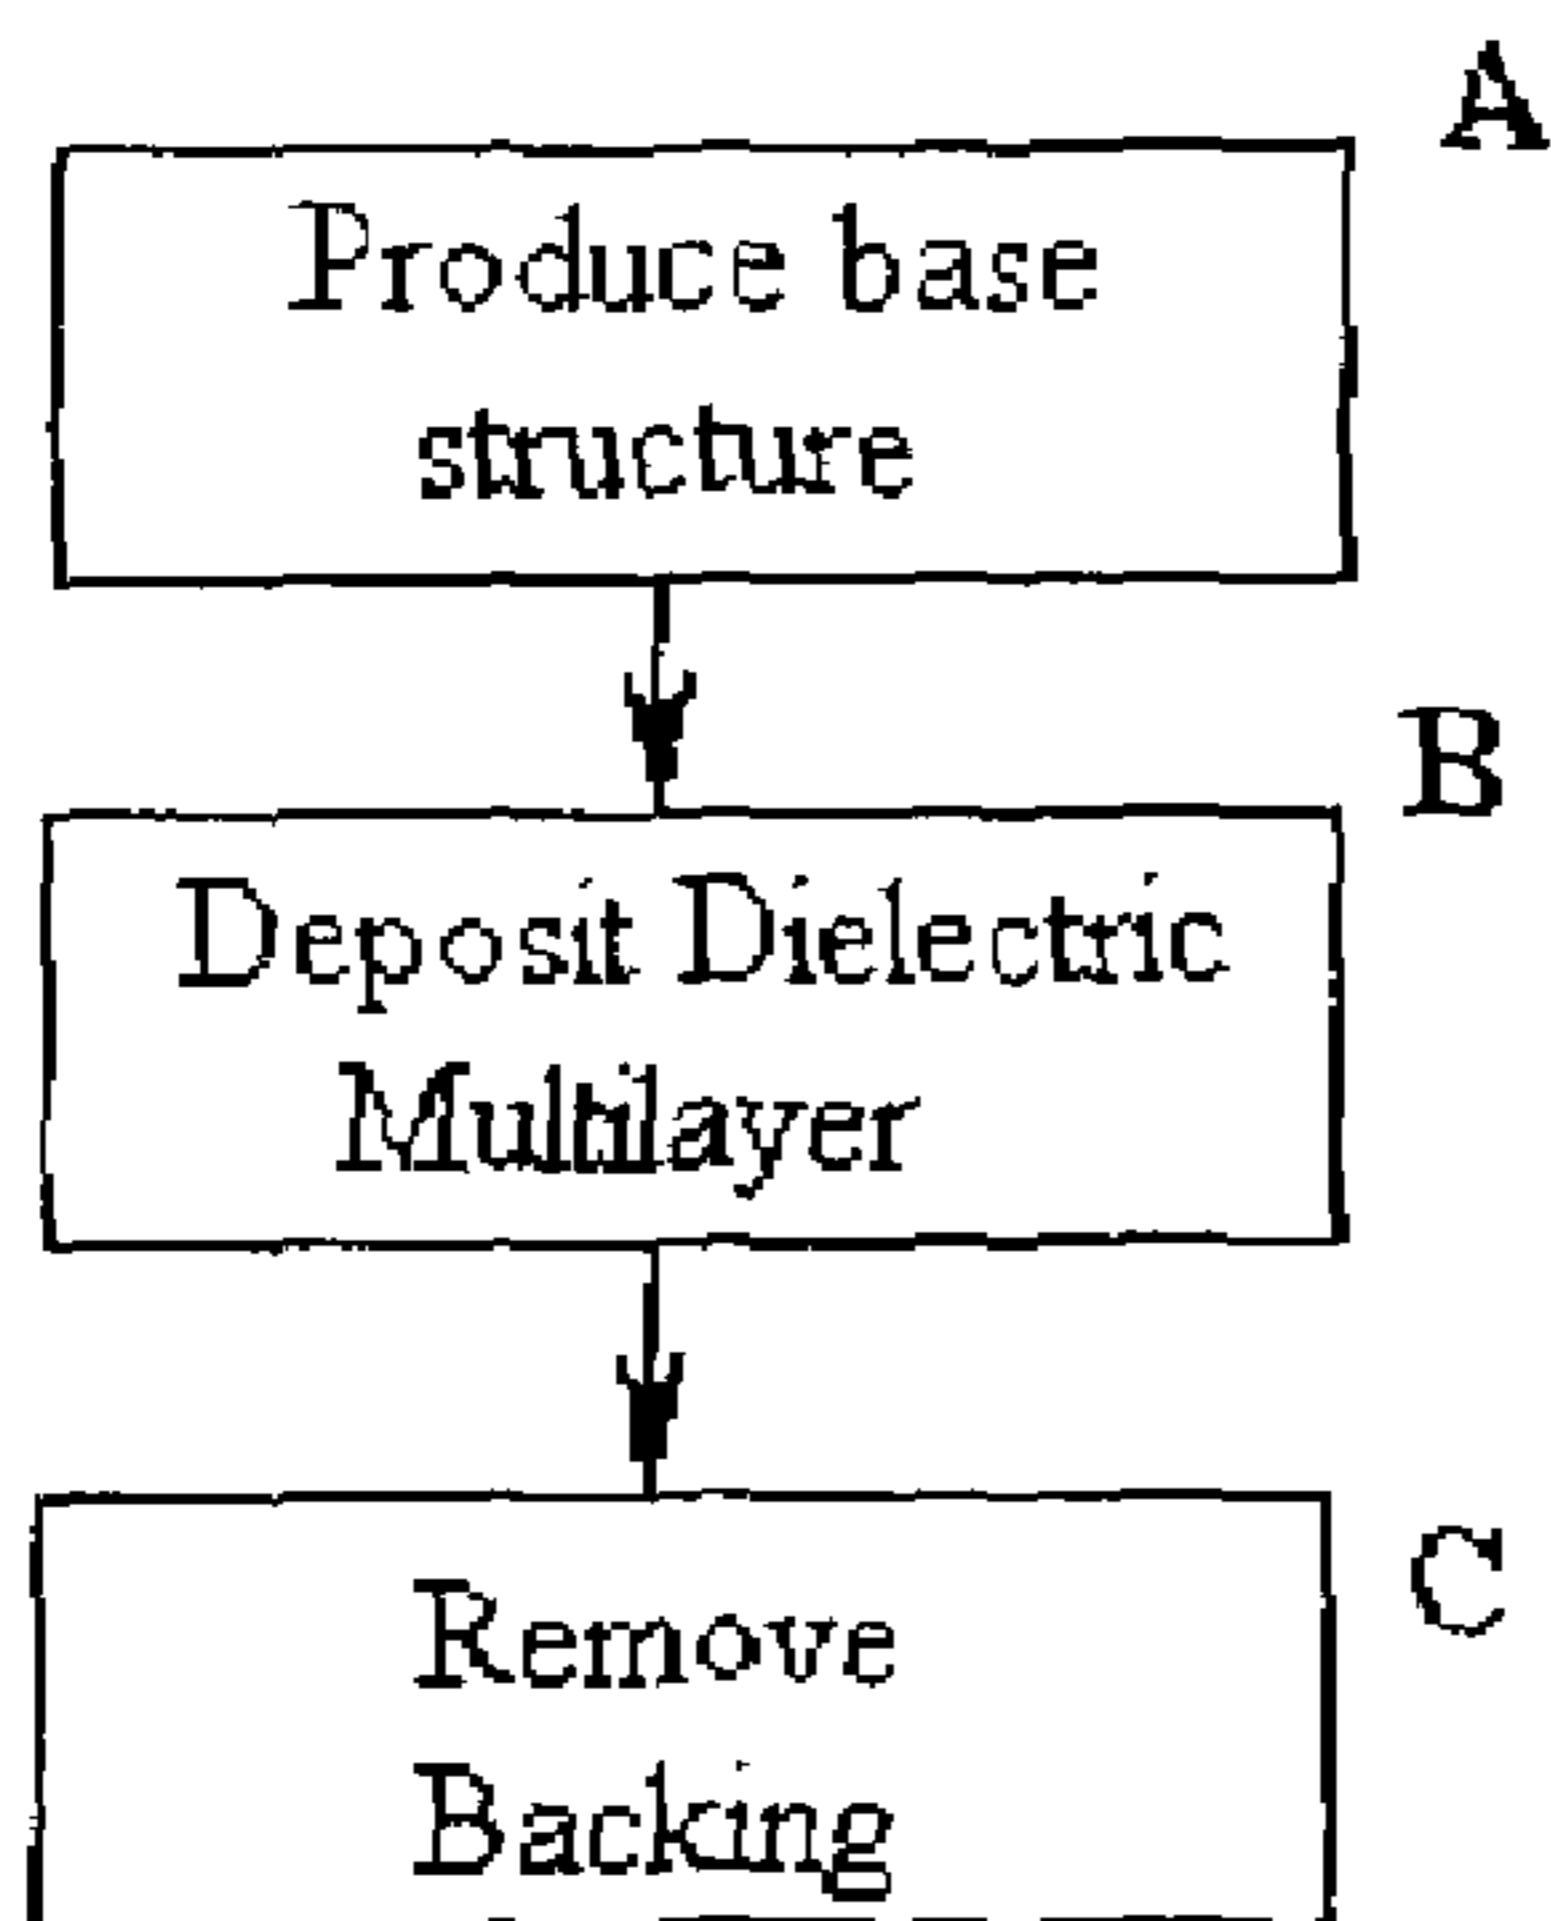 A
Produce base
structure
B
Deposit Dielectric
Multilayer
C
Remove
Backing